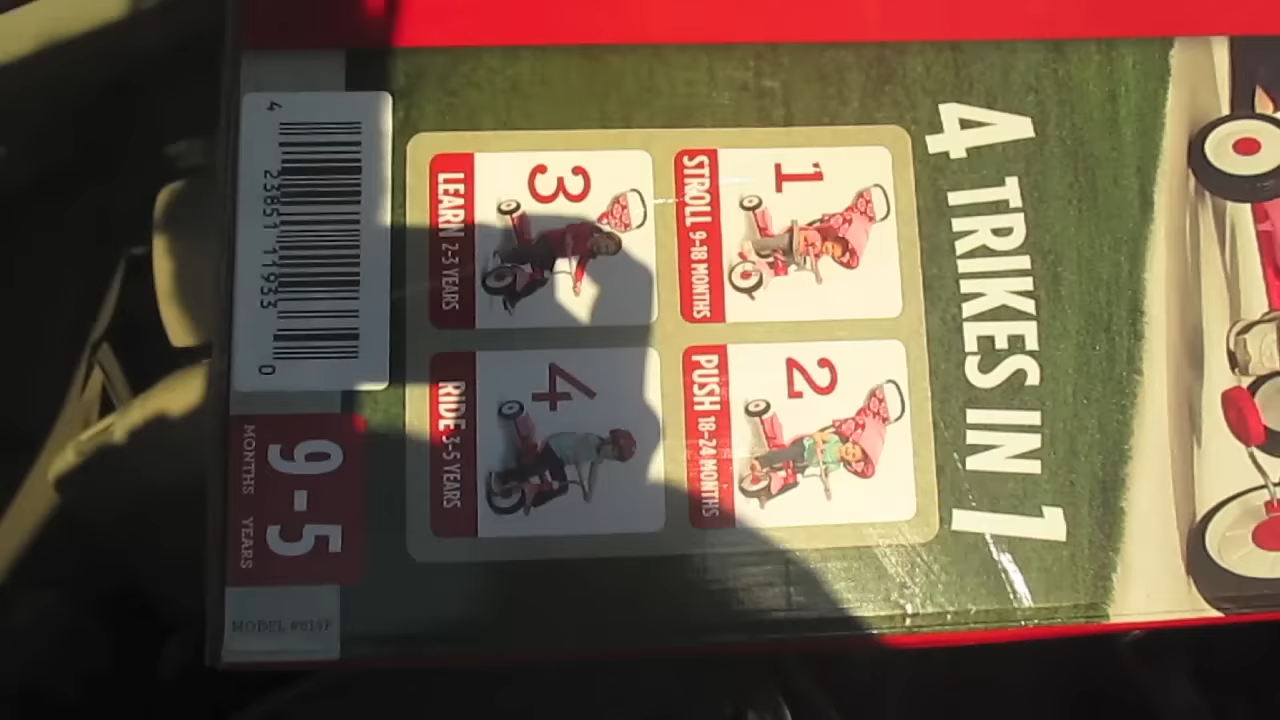 4 TRIKES IN 1
1
STROLL 9-18 MONTHS
2
PUSH 18-24 MONTHS
3
LEARN 2-3 YEARS
4
RIDE 3-5 YEARS
4 23851 11933 0
9-5
MONTHS YEARS